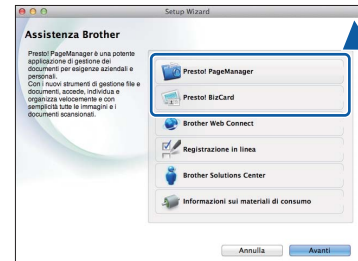 Setup Wizard
Assistenza Brother
Presto! PageManager è una potente
applicazione di gestione dei
documenti per esigenze aziendali e
personali.
Con i nuovi strumenti di gestione file e
documenti, accede, individua e
organizza velocemente e con
semplicità tutte le immagini e i
documenti scansionati.
Presto! PageManager
Presto! BizCard
Brother Web Connect
Registrazione in linea
Brother Solutions Center
Informazioni sui materiali di consumo
Annulla
Avanti